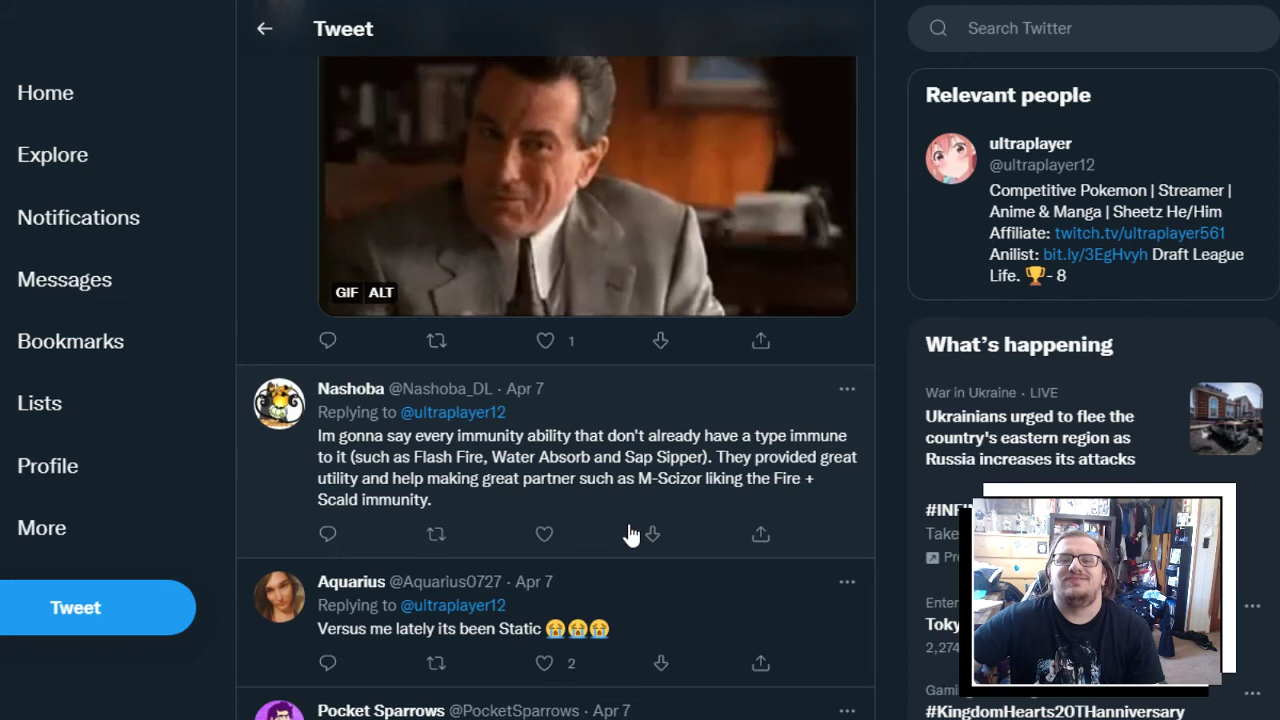 Home
Explore
Notifications
Messages
Bookmarks
Lists
Profile
More
Tweet
Tweet
GIF ALT
1
Nashoba @Nashoba_DL · Apr 7
Replying to @ultraplayer12
Im gonna say every immunity ability that don't already have a type immune
to it (such as Flash Fire, Water Absorb and Sap Sipper). They provided great
utility and help making great partner such as M-Scizor liking the Fire +
Scald immunity.
Aquarius @Aquarius0727 · Apr 7
Replying to @ultraplayer12
Versus me lately its been Static 😭😭😭
2
Pocket Sparrows @PocketSparrows · Apr 7
Search Twitter
Relevant people
ultraplayer
@ultraplayer12
Competitive Pokemon | Streamer |
Anime & Manga | Sheetz He/Him
Affiliate: twitch.tv/ultraplayer561
Anilist: bit.ly/3EgHvyh Draft League
Life. 🏆- 8
What's happening
War in Ukraine · LIVE
Ukrainians urged to flee the
country's eastern region as
Russia increases its attacks
Take
2,274
#KingdomHearts20THanniversary